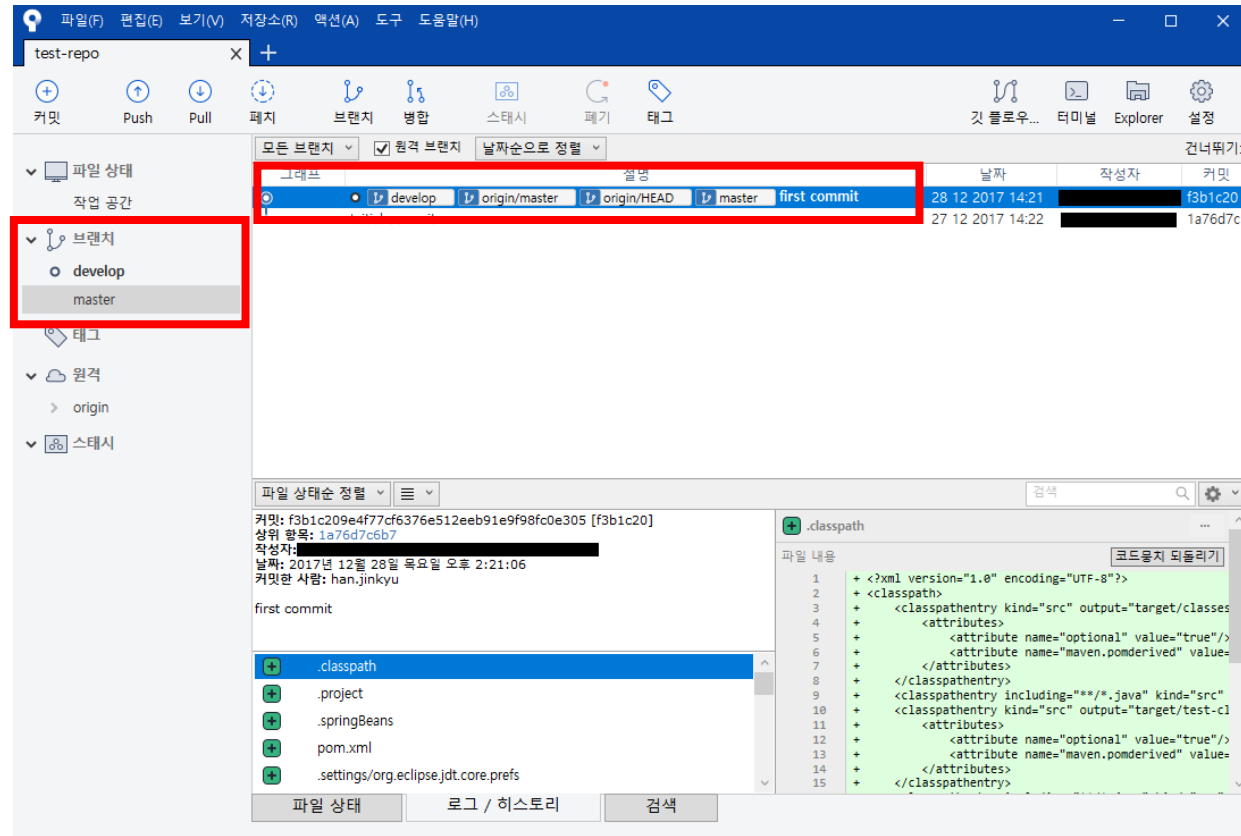 파일(F) 편집(E) 보기(V) 저장소(R) 액션(A) 도구 도움말(H)
test-repo
커밋 Push Pull 페치 브랜치 병합 스태시 폐기 태그 깃 플로우... 터미널 Explorer 설정
모든 브랜치 원격 브랜치 날짜순으로 정렬 건너뛰기:
파일 상태
작업 공간
브랜치
develop
master
태그
원격
origin
스태시
그래프 설명 날짜 작성자 커밋
develop origin/master origin/HEAD master first commit 28 12 2017 14:21 f3b1c20
27 12 2017 14:22 1a76d7c
파일 상태순 정렬 검색
커밋: f3b1c209e4f77cf6376e512eeb91e9f98fc0e305 [f3b1c20]
상위 항목: 1a76d7c6b7
작성자:
날짜: 2017년 12월 28일 목요일 오후 2:21:06
커밋한 사람: han.jinkyu
first commit
.classpath
.project
.springBeans
pom.xml
.settings/org.eclipse.jdt.core.prefs
.classpath ...
파일 내용 코드뭉치 되돌리기
1 + <?xml version="1.0" encoding="UTF-8"?>
2 + <classpath>
3 + <classpathentry kind="src" output="target/classes
4 + <attributes>
5 + <attribute name="optional" value="true"/>
6 + <attribute name="maven.pomderived" value=
7 + </attributes>
8 + </classpathentry>
9 + <classpathentry including="**/*.java" kind="src"
10 + <classpathentry kind="src" output="target/test-cl
11 + <attributes>
12 + <attribute name="optional" value="true"/>
13 + <attribute name="maven.pomderived" value=
14 + </attributes>
15 + </classpathentry>
파일 상태 로그 / 히스토리 검색